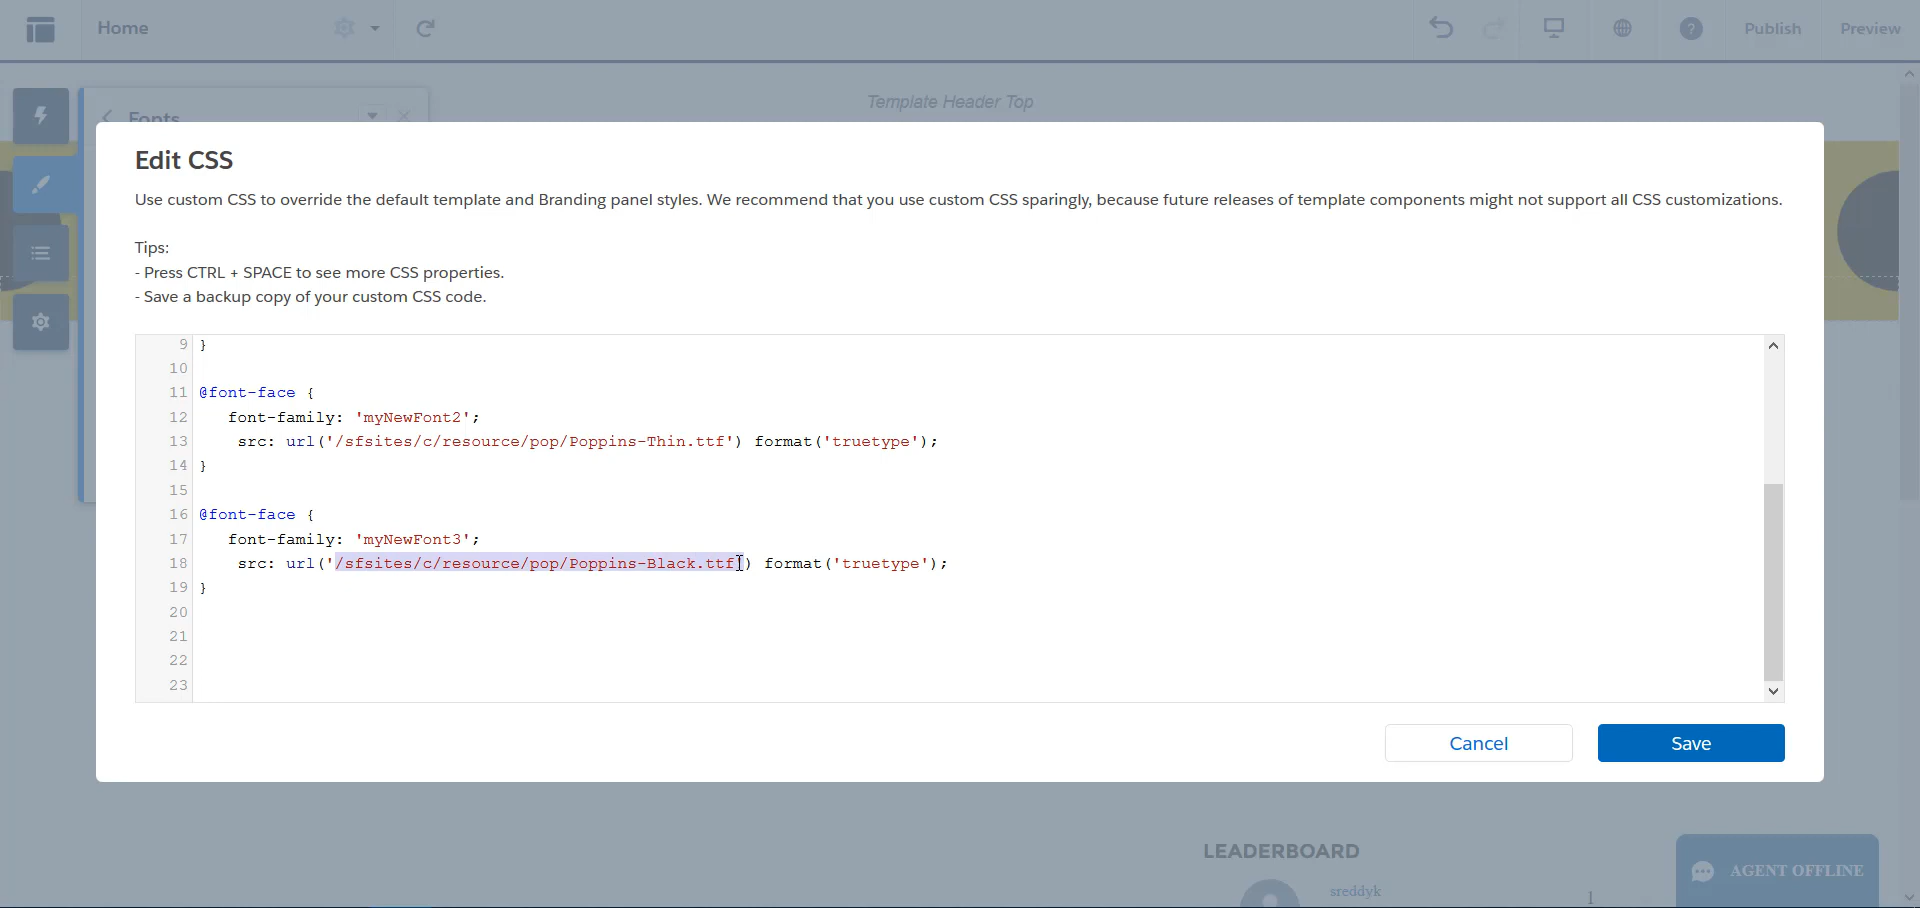 Home
Publish
Preview
Template Header Top
Fonts
Edit CSS
Use custom CSS to override the default template and Branding panel styles. We recommend that you use custom CSS sparingly, because future releases of template components might not support all CSS customizations.
Tips:
- Press CTRL + SPACE to see more CSS properties.
- Save a backup copy of your custom CSS code.
9 }
10
11 @font-face {
12 font-family: 'myNewFont2';
13 src: url('/sfsites/c/resource/pop/Poppins-Thin.ttf') format('truetype');
14 }
15
16 @font-face {
17 font-family: 'myNewFont3';
18 src: url('/sfsites/c/resource/pop/Poppins-Black.ttf') format('truetype');
19 }
20
21
22
23
Cancel
Save
LEADERBOARD
AGENT OFFLINE
sreddyk
1